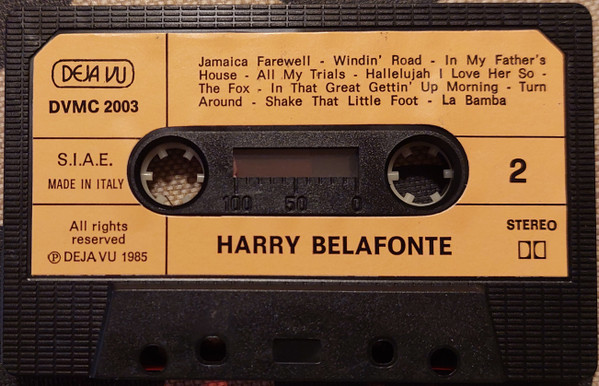 DEJA VU
DVMC 2003
Jamaica Farewell - Windin' Road - In My Father's
House - All My Trials - Hallelujah I Love Her So -
The Fox - In That Great Gettin' Up Morning - Turn
Around - Shake That Little Foot - La Bamba
S.I.A.E.
MADE IN ITALY
100 50 0
2
All rights
reserved
℗ DEJA VU 1985
HARRY BELAFONTE
STEREO